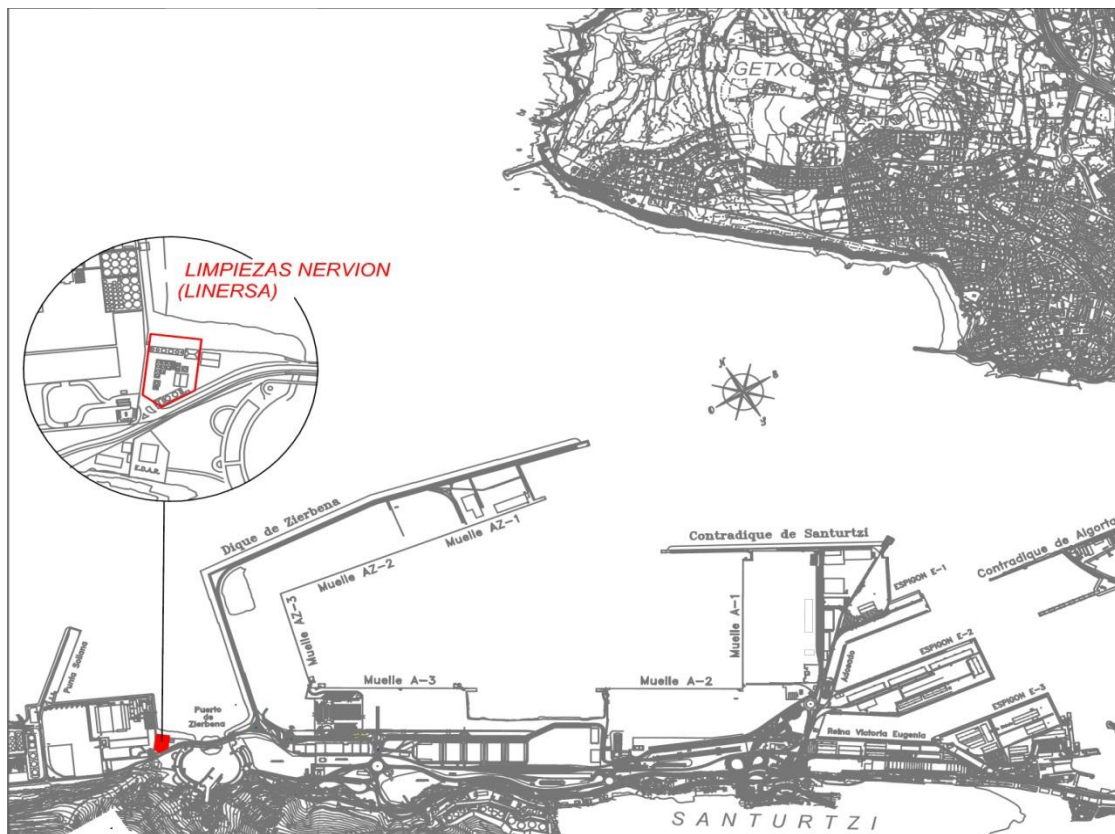 GETXO
LIMPIEZAS NERVION
(LINERSA)
E.D.A.R.
N
E
O
S
Dique de Zierbena
Muelle AZ-1
Muelle AZ-2
Muelle AZ-3
Contradique de Santurtzi
Contradique de Algorta
ESPIGON E-1
Muelle A-1
Adosado
ESPIGON E-2
ESPIGON E-3
Punta Sollana
Puerto
de
Zierbena
Muelle A-3
Muelle A-2
Reina Victoria Eugenia
SANTURTZI